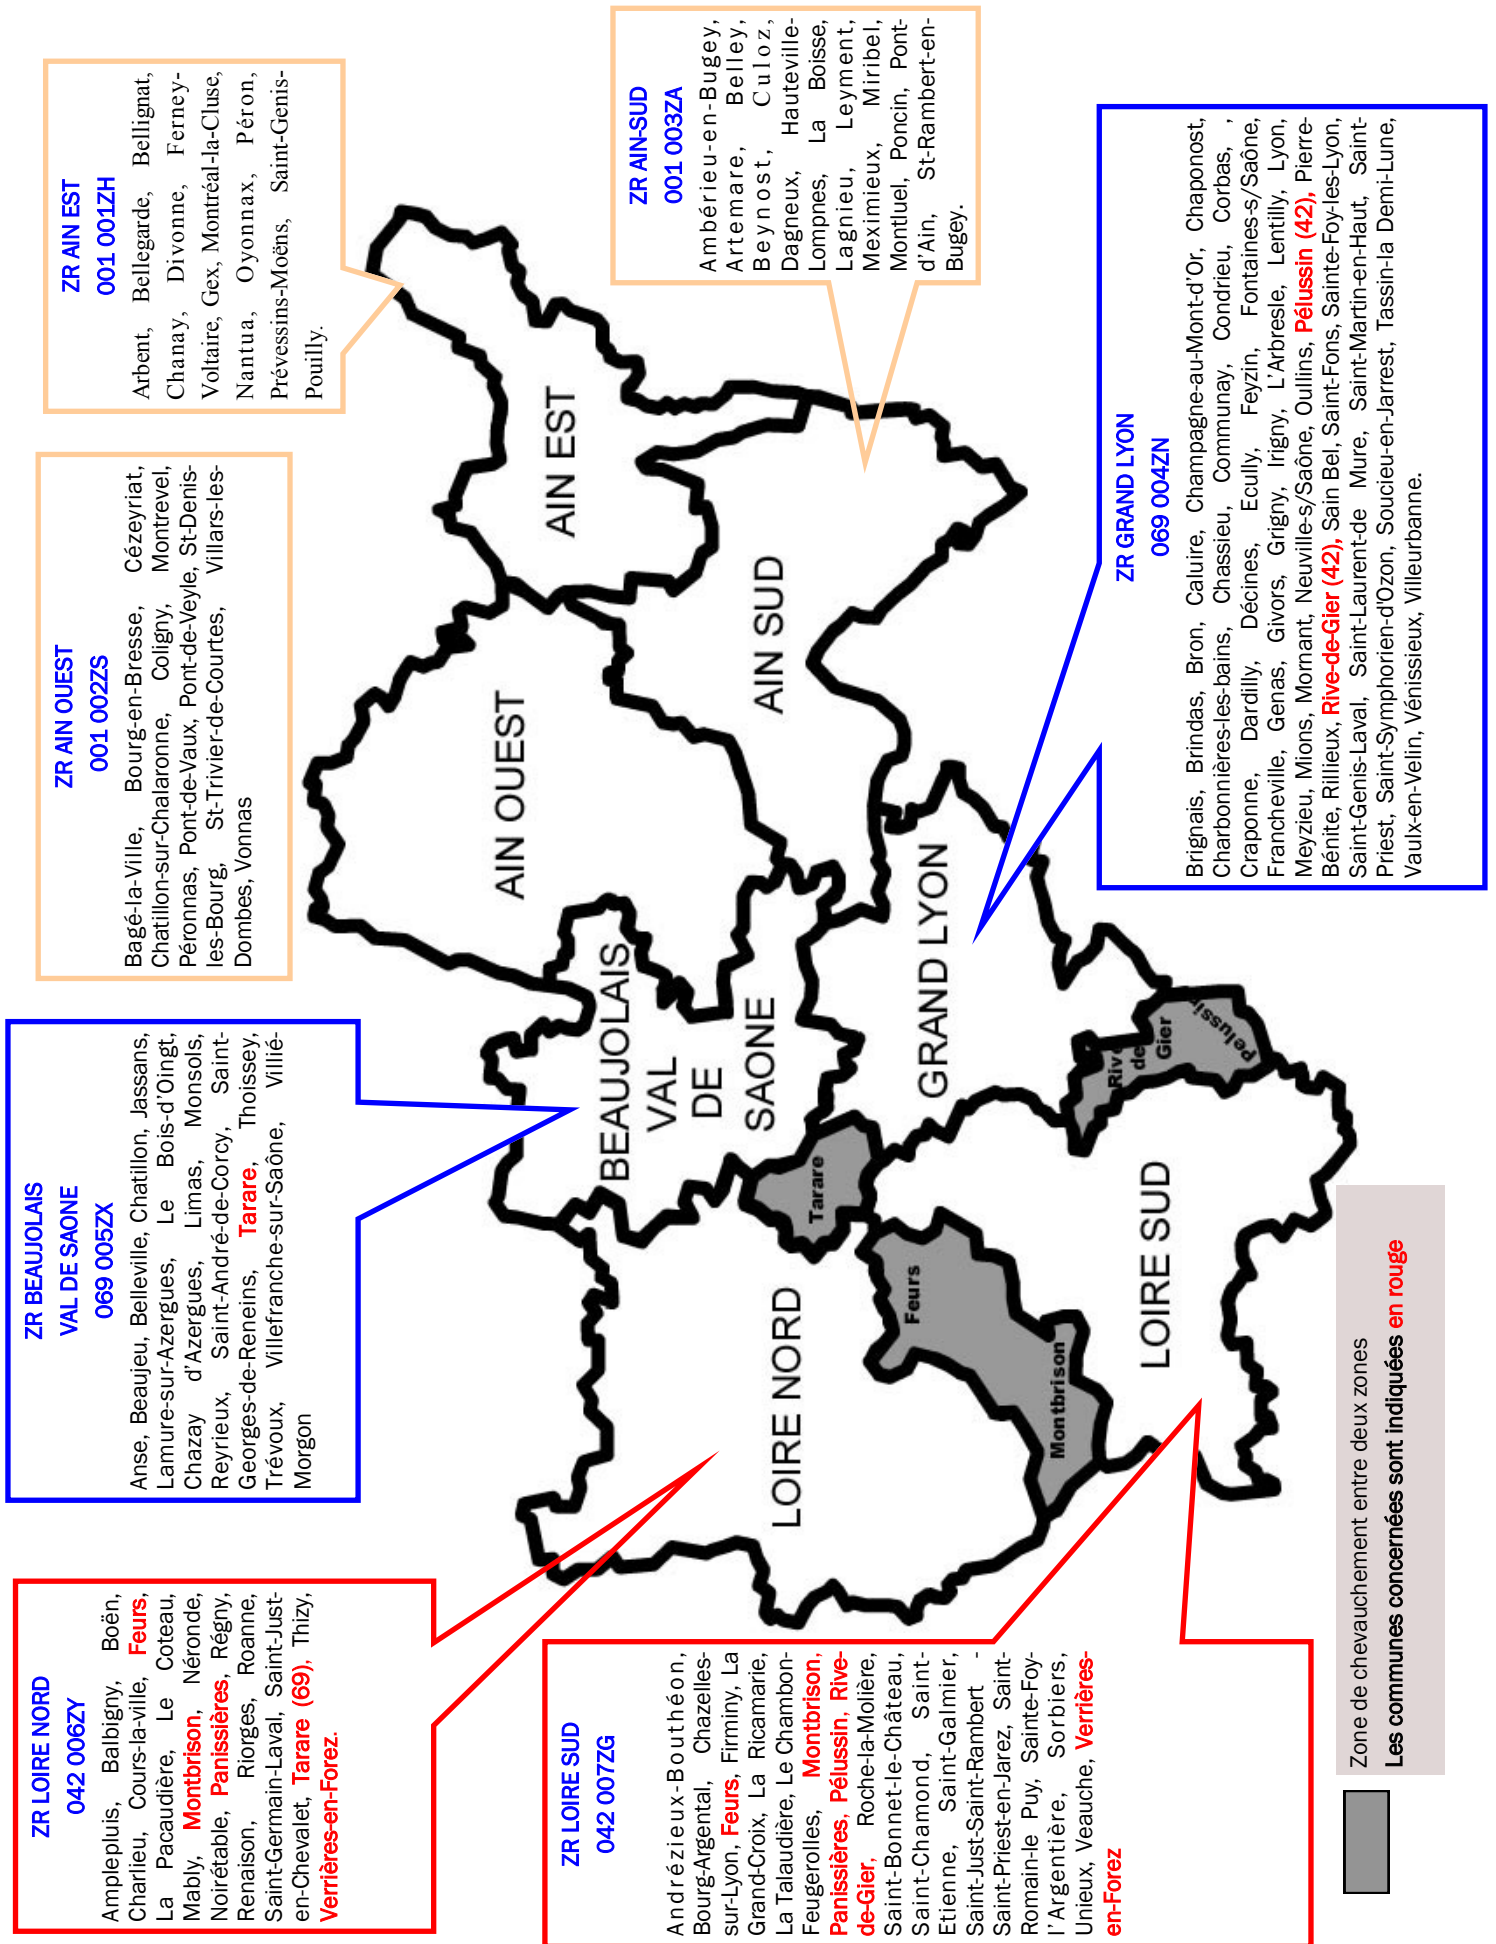 ZR LOIRE NORD
042 006ZY
Amplepluis, Balbigny, Boën,
Charlieu, Cours-la-ville, Feurs,
La Pacaudière, Le Coteau,
Mably, Montbrison, Néronde,
Noirétable, Panissières, Régny,
Renaison, Riorges, Roanne,
Saint-Germain-Laval, Saint-Just-
en-Chevalet, Tarare (69), Thizy,
Verrières-en-Forez.
ZR BEAUJOLAIS
VAL DE SAONE
069 005ZX
Anse, Beaujeu, Belleville, Chatillon, Jassans,
Lamure-sur-Azergues, Le Bois-d'Oingt,
Chazay d'Azergues, Limas, Monsols,
Reyrieux, Saint-André-de-Corcy, Saint-
Georges-de-Reneins, Tarare, Thoissey,
Trévoux, Villefranche-sur-Saône, Villié-
Morgon
ZR AIN OUEST
001 002ZS
Bagé-la-Ville, Bourg-en-Bresse, Cézeyriat,
Chatillon-sur-Chalaronne, Coligny, Montrevel,
Péronnas, Pont-de-Vaux, Pont-de-Veyle, St-Denis-
les-Bourg, St-Trivier-de-Courtes, Villars-les-
Dombes, Vonnas
ZR AIN EST
001 001ZH
Arbent, Bellegarde, Bellignat,
Chanay, Divonne, Ferney-
Voltaire, Gex, Montréal-la-Cluse,
Nantua, Oyonnax, Péron,
Prévessins-Moëns, Saint-Genis-
Pouilly.
ZR LOIRE SUD
042 007ZG
Andrézieux-Bouthéon,
Bourg-Argental, Chazelles-
sur-Lyon, Feurs, Firminy, La
Grand-Croix, La Ricamarie,
La Talaudière, Le Chambon-
Feugerolles, Montbrison,
Panissières, Pélussin, Rive-
de-Gier, Roche-la-Molière,
Saint-Bonnet-le-Château,
Saint-Chamond, Saint-
Etienne, Saint-Galmier,
Saint-Just-Saint-Rambert -
Saint-Priest-en-Jarez, Saint-
Romain-le Puy, Sainte-Foy-
l'Argentière, Sorbiers,
Unieux, Veauche, Verrières-
en-Forez
LOIRE NORD
BEAUJOLAIS
VAL
DE
SAONE
AIN OUEST
AIN EST
AIN SUD
GRAND LYON
LOIRE SUD
Tarare
Feurs
Montbrison
Rive
de
Gier
Pelussin
ZR AIN-SUD
001 003ZA
Ambérieu-en-Bugey,
Artemare, Belley,
Beynost, Culoz,
Dagneux, Hauteville-
Lompnes, La Boisse,
Lagnieu, Leyment,
Meximieux, Miribel,
Montluel, Poncin, Pont-
d'Ain, St-Rambert-en-
Bugey.
ZR GRAND LYON
069 004ZN
Brignais, Brindas, Bron, Caluire, Champagne-au-Mont-d'Or, Chaponost,
Charbonnières-les-bains, Chassieu, Communay, Condrieu, Corbas, ,
Craponne, Dardilly, Décines, Ecully, Feyzin, Fontaines-s/Saône,
Francheville, Genas, Givors, Grigny, Irigny, L'Arbresle, Lentilly, Lyon,
Meyzieu, Mions, Mornant, Neuville-s/Saône, Oullins, Pélussin (42), Pierre-
Bénite, Rillieux, Rive-de-Gier (42), Sain Bel, Saint-Fons, Sainte-Foy-les-Lyon,
Saint-Genis-Laval, Saint-Laurent-de Mure, Saint-Martin-en-Haut, Saint-
Priest, Saint-Symphorien-d'Ozon, Soucieu-en-Jarrest, Tassin-la Demi-Lune,
Vaulx-en-Velin, Vénissieux, Villeurbanne.
Zone de chevauchement entre deux zones
Les communes concernées sont indiquées en rouge